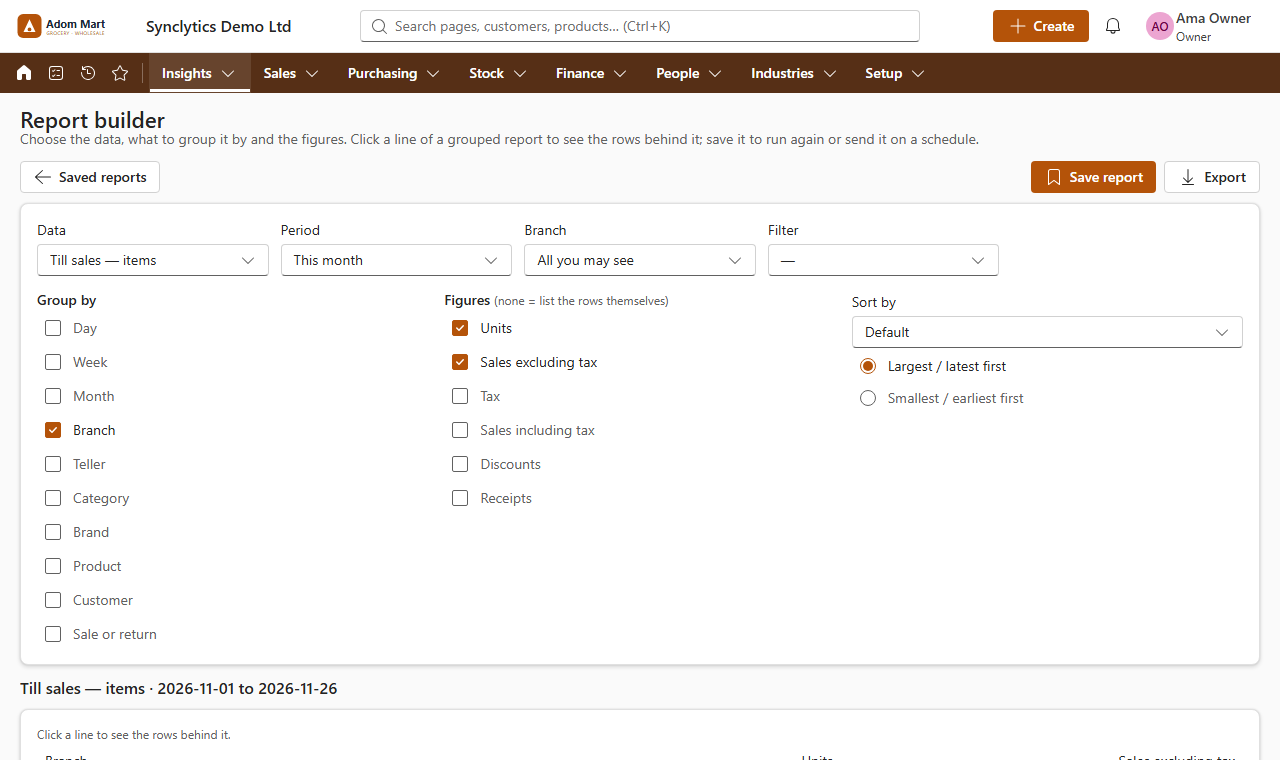 Adom Mart
GROCERY · WHOLESALE
Synclytics Demo Ltd
Search pages, customers, products... (Ctrl+K)
Create
AO
Ama Owner
Owner
Insights
Sales
Purchasing
Stock
Finance
People
Industries
Setup
Report builder
Choose the data, what to group it by and the figures. Click a line of a grouped report to see the rows behind it; save it to run again or send it on a schedule.
Saved reports
Save report
Export
Data
Period
Branch
Filter
Till sales — items
This month
All you may see
—
Group by
Day
Week
Month
Branch
Teller
Category
Brand
Product
Customer
Sale or return
Figures (none = list the rows themselves)
Units
Sales excluding tax
Tax
Sales including tax
Discounts
Receipts
Sort by
Default
Largest / latest first
Smallest / earliest first
Till sales — items · 2026-11-01 to 2026-11-26
Click a line to see the rows behind it.
Branch
Units
Sales excluding tax